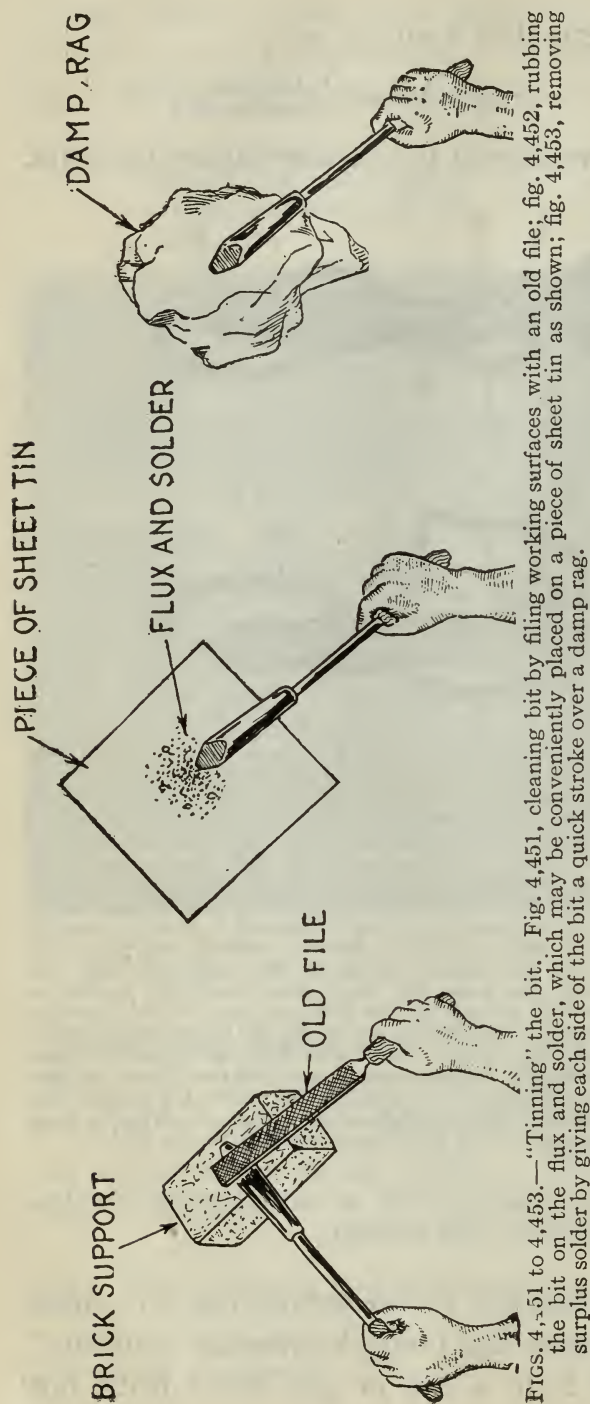 BRICK SUPPORT
OLD FILE
PIECE OF SHEET TIN
FLUX AND SOLDER
DAMP RAG
FIGS. 4,451 to 4,453.—"Tinning" the bit. Fig. 4,451, cleaning bit by filing working surfaces with an old file; fig. 4,452, rubbing
the bit on the flux and solder, which may be conveniently placed on a piece of sheet tin as shown; fig. 4,453, removing
surplus solder by giving each side of the bit a quick stroke over a damp rag.